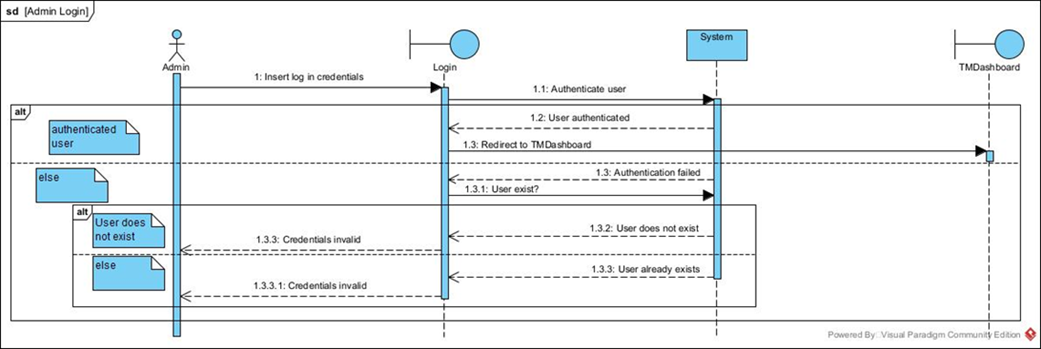 sd [Admin Login]
System
Admin
Login
TMDashboard
1: Insert log in credentials
1.1: Authenticate user
alt
authenticated
user
1.2: User authenticated
1.3: Redirect to TMDashboard
else
1.3: Authentication failed
1.3.1: User exist?
alt
User does
not exist
1.3.2: User does not exist
1.3.3: Credentials invalid
else
1.3.3: User already exists
1.3.3.1: Credentials invalid
Powered By: Visual Paradigm Community Edition